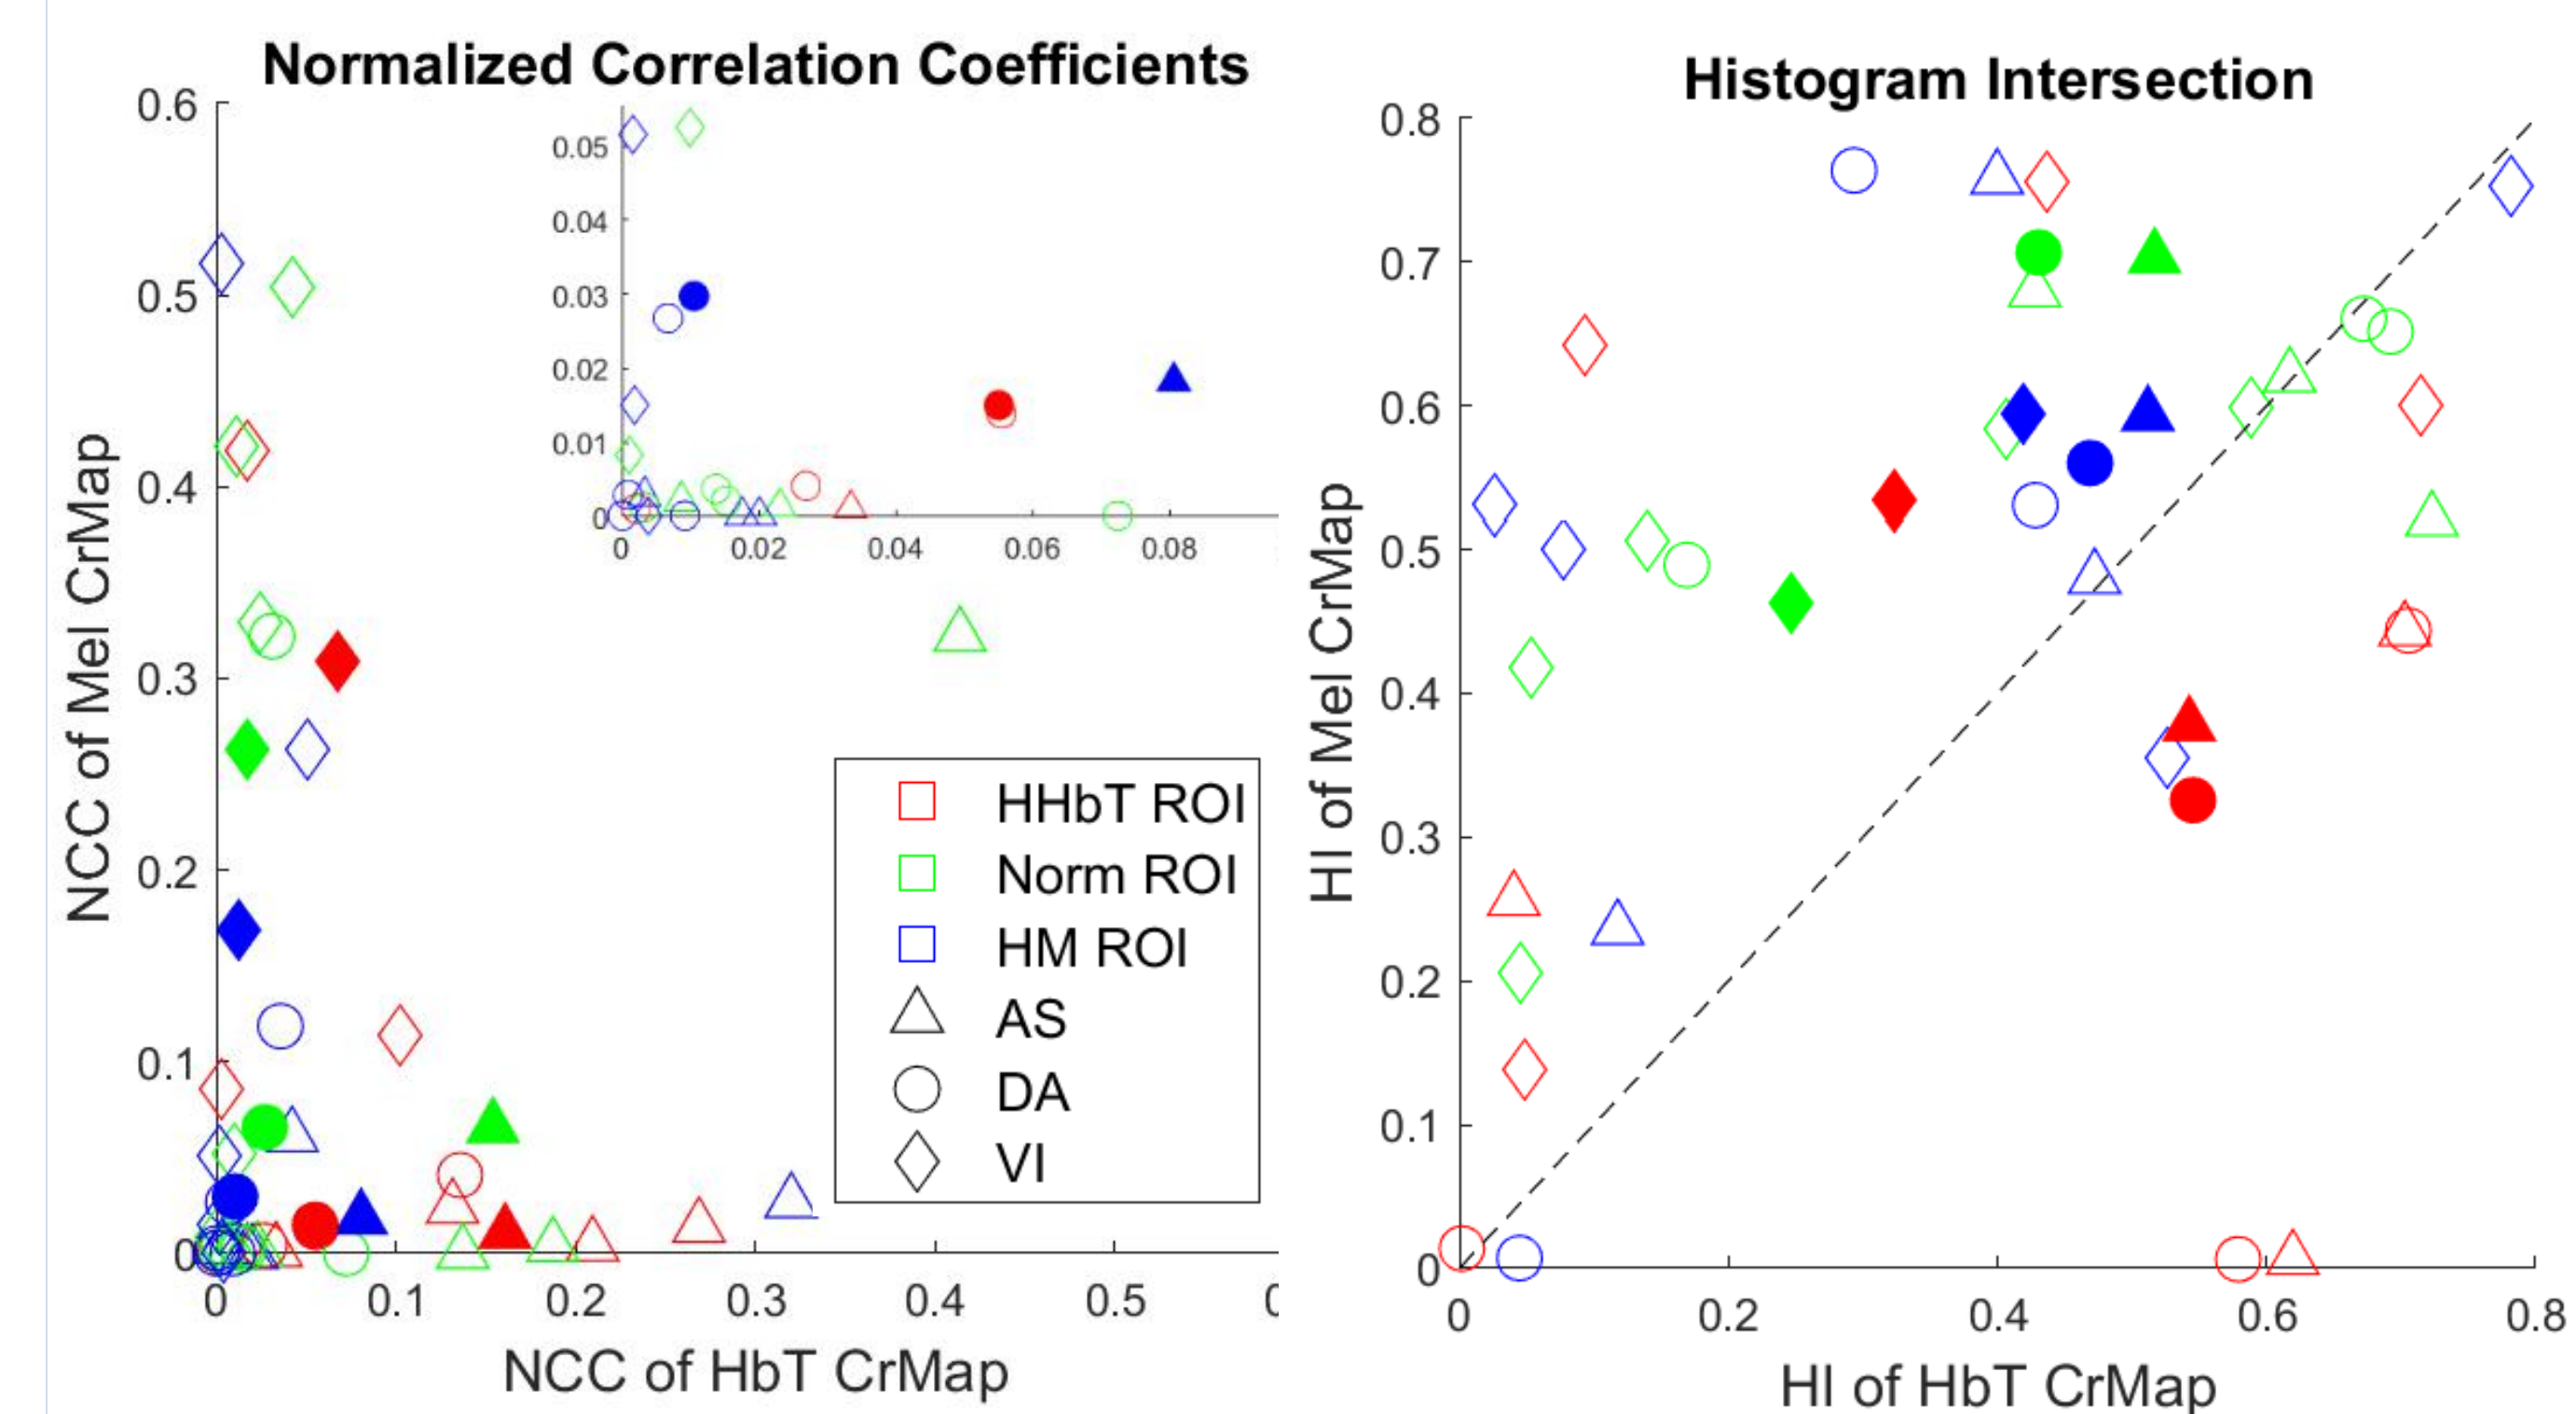 Normalized Correlation Coefficients
NCC of Mel CrMap
0.6
0.5
0.4
0.3
0.2
0.1
0
0.05
0.04
0.03
0.02
0.01
0
0 0.02 0.04 0.06 0.08
HHbT ROI
Norm ROI
HM ROI
AS
DA
VI
0 0.1 0.2 0.3 0.4 0.5
NCC of HbT CrMap
Histogram Intersection
HI of Mel CrMap
0.8
0.7
0.6
0.5
0.4
0.3
0.2
0.1
0
0 0.2 0.4 0.6 0.8
HI of HbT CrMap